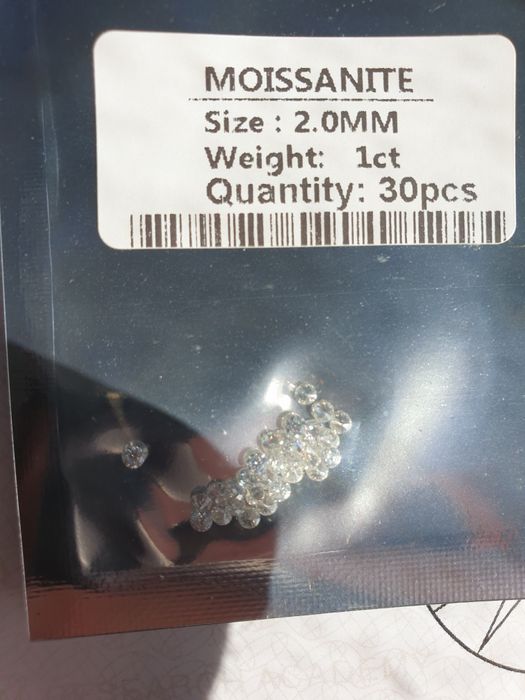 MOISSANITE
Size : 2.0MM
Weight: 1ct
Quantity: 30pcs